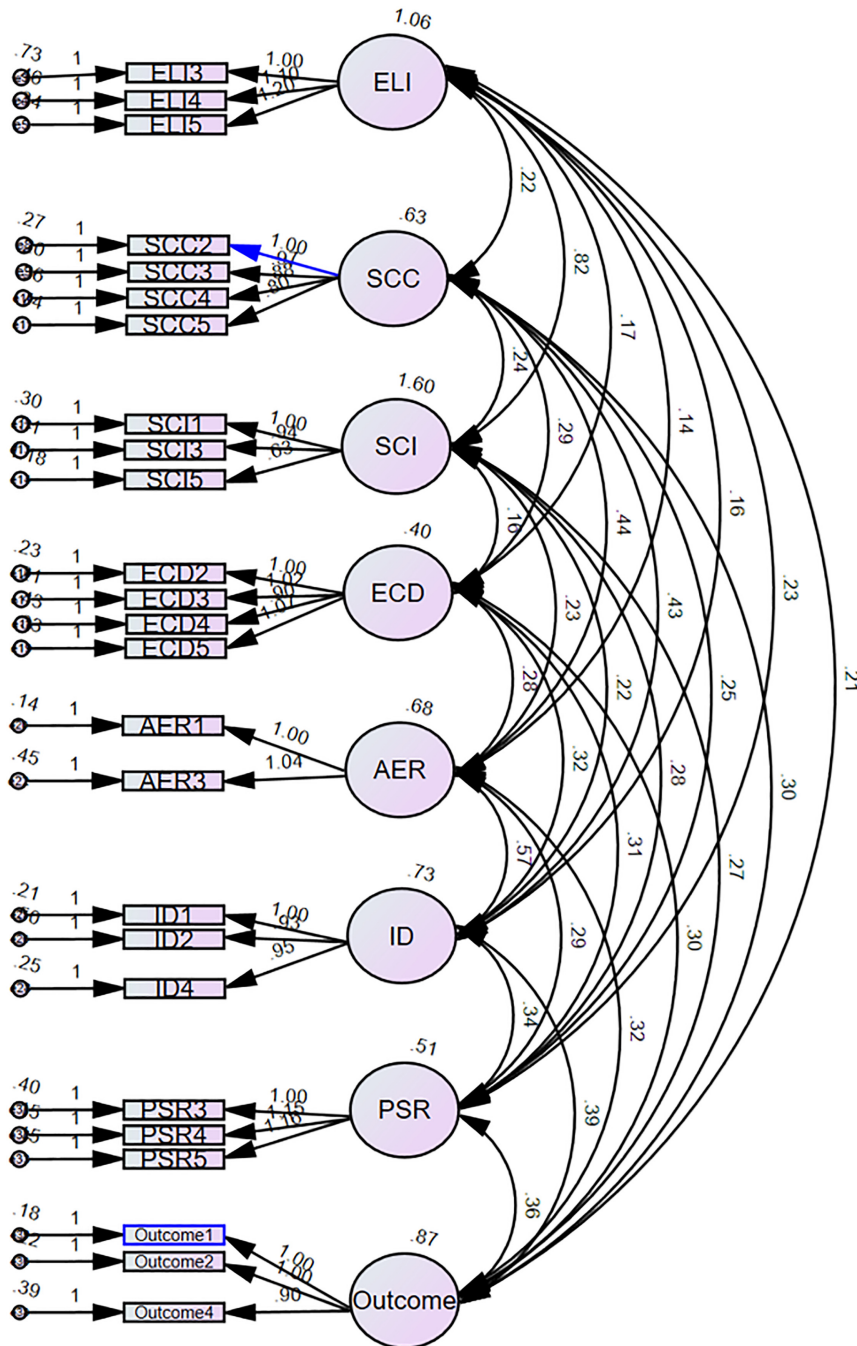 1.06
.73 1 ELI3 1.00
1 ELI4 1.10 ELI
1 ELI5 1.20
.22
.63
.27 1 SCC2 1.00
1 SCC3 .97
1 SCC4 .88 SCC
1 SCC5 .80
.82
.17
.24
1.60
.30 1 SCI1 1.00
1 SCI3 .94 SCI
.18 1 SCI5 .63
.29
.14
.44
.16
.16
.40
.23 1 ECD2 1.00
1 ECD3 1.02
1 ECD4 ECD
1 ECD5 1.07
.23
.43
.23
.28
.22
.25
.21
.68
.14 1 AER1 1.00
AER
.45 1 AER3 1.04
.32
.28
.30
.57
.31
.27
.73
.21 1 ID1 1.00
1 ID2 .93 ID
.25 1 ID4 .95
.29
.30
.34
.32
.51
.40 1 PSR3 1.00
1 PSR4 1.15 PSR
1 PSR5 1.16
.39
.36
.87
.18 1 Outcome1 1.00
1 Outcome2 1.00 Outcome
.39 1 Outcome4 .90